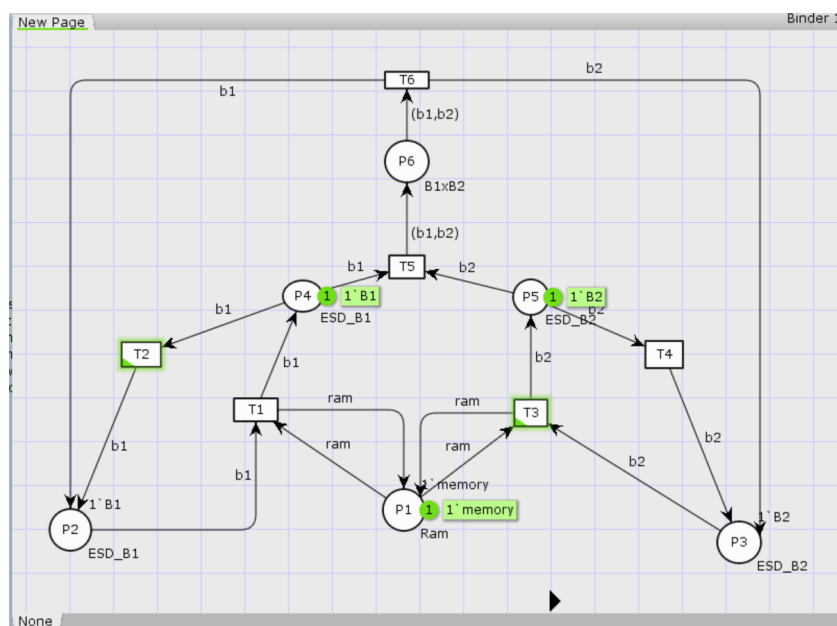 New Page
Binder 1
T6
b1
b2
(b1,b2)
P6
B1xB2
(b1,b2)
T5
b1
b2
P4
1
1`B1
ESD_B1
P5
1
1`B2
ESD_B2
b2
b1
T2
T4
b1
b2
T1
ram
ram
T3
ram
ram
b1
b1
b2
b2
1`memory
P1
1
1`memory
Ram
1`B1
P2
ESD_B1
1`B2
P3
ESD_B2
None